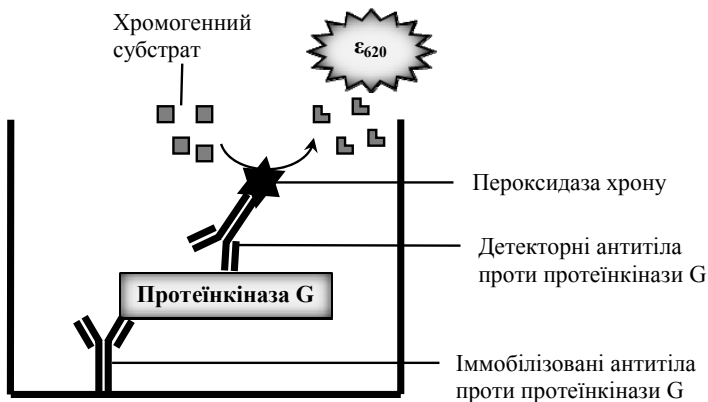 Хромогенний
субстрат
ε620
Пероксидаза хрону
Детекторні антитіла
проти протеїнкінази G
Протеїнкіназа G
Іммобілізовані антитіла
проти протеїнкінази G